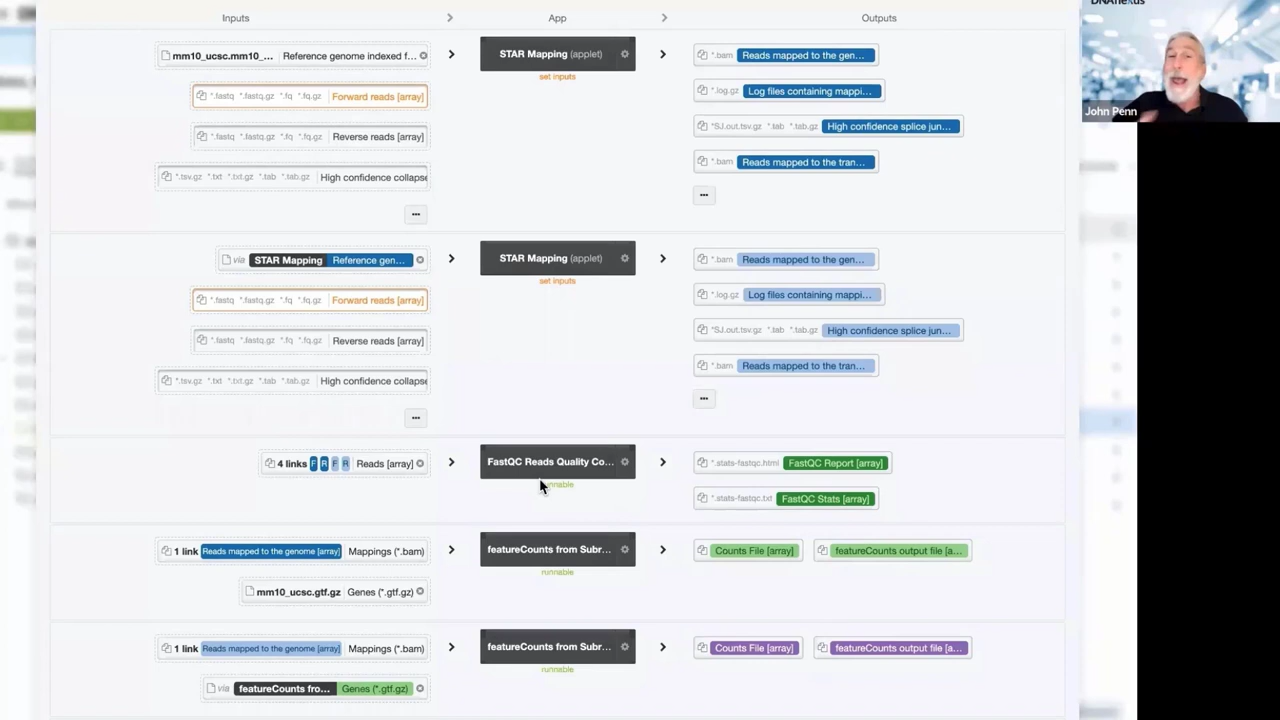 Inputs
App
Outputs
DNAnexus
mm10_ucsc.mm10_... Reference genome indexed f...
STAR Mapping (applet)
set inputs
*.bam Reads mapped to the gen...
*.fastq *.fastq.gz *.fq *.fq.gz Forward reads [array]
*.log.gz Log files containing mappi...
John Penn
*.fastq *.fastq.gz *.fq *.fq.gz Reverse reads [array]
*SJ.out.tsv.gz *.tab *.tab.gz High confidence splice jun...
*.tsv.gz *.txt *.txt.gz *.tab *.tab.gz High confidence collapse
*.bam Reads mapped to the tran...
...
...
via STAR Mapping Reference gen...
STAR Mapping (applet)
set inputs
*.bam Reads mapped to the gen...
*.fastq *.fastq.gz *.fq *.fq.gz Forward reads [array]
*.log.gz Log files containing mappi...
*.fastq *.fastq.gz *.fq *.fq.gz Reverse reads [array]
*SJ.out.tsv.gz *.tab *.tab.gz High confidence splice jun...
*.tsv.gz *.txt *.txt.gz *.tab *.tab.gz High confidence collapse
*.bam Reads mapped to the tran...
...
...
4 links F R F R Reads [array]
FastQC Reads Quality Co...
nnable
*.stats-fastqc.html FastQC Report [array]
*.stats-fastqc.txt FastQC Stats [array]
1 link Reads mapped to the genome [array] Mappings (*.bam)
featureCounts from Subr...
runnable
Counts File [array]
featureCounts output file [a...
mm10_ucsc.gtf.gz Genes (*.gtf.gz)
1 link Reads mapped to the genome [array] Mappings (*.bam)
featureCounts from Subr...
runnable
Counts File [array]
featureCounts output file [a...
via featureCounts fro... Genes (*.gtf.gz)